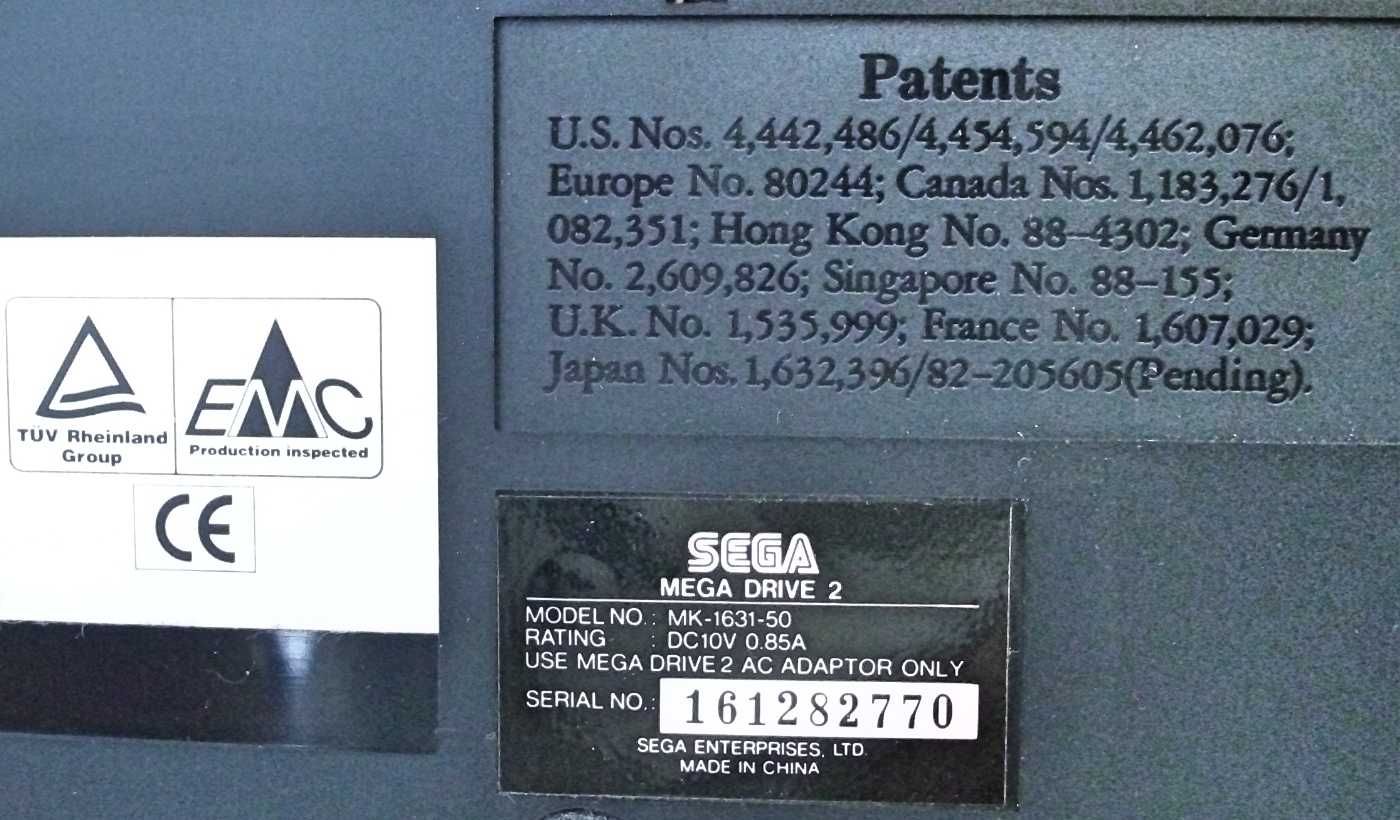 Patents
U.S. Nos. 4,442,486/4,454,594/4,462,076;
Europe No. 80244; Canada Nos. 1,183,276/1,
082,351; Hong Kong No. 88–4302; Germany
No. 2,609,826; Singapore No. 88–155;
U.K. No. 1,535,999; France No. 1,607,029;
Japan Nos. 1,632,396/82–205605(Pending).
TÜV Rheinland
Group
EMC
Production inspected
CE
SEGA
MEGA DRIVE 2
MODEL NO. : MK-1631-50
RATING : DC10V 0.85A
USE MEGA DRIVE 2 AC ADAPTOR ONLY
SERIAL NO. : 161282770
SEGA ENTERPRISES, LTD.
MADE IN CHINA